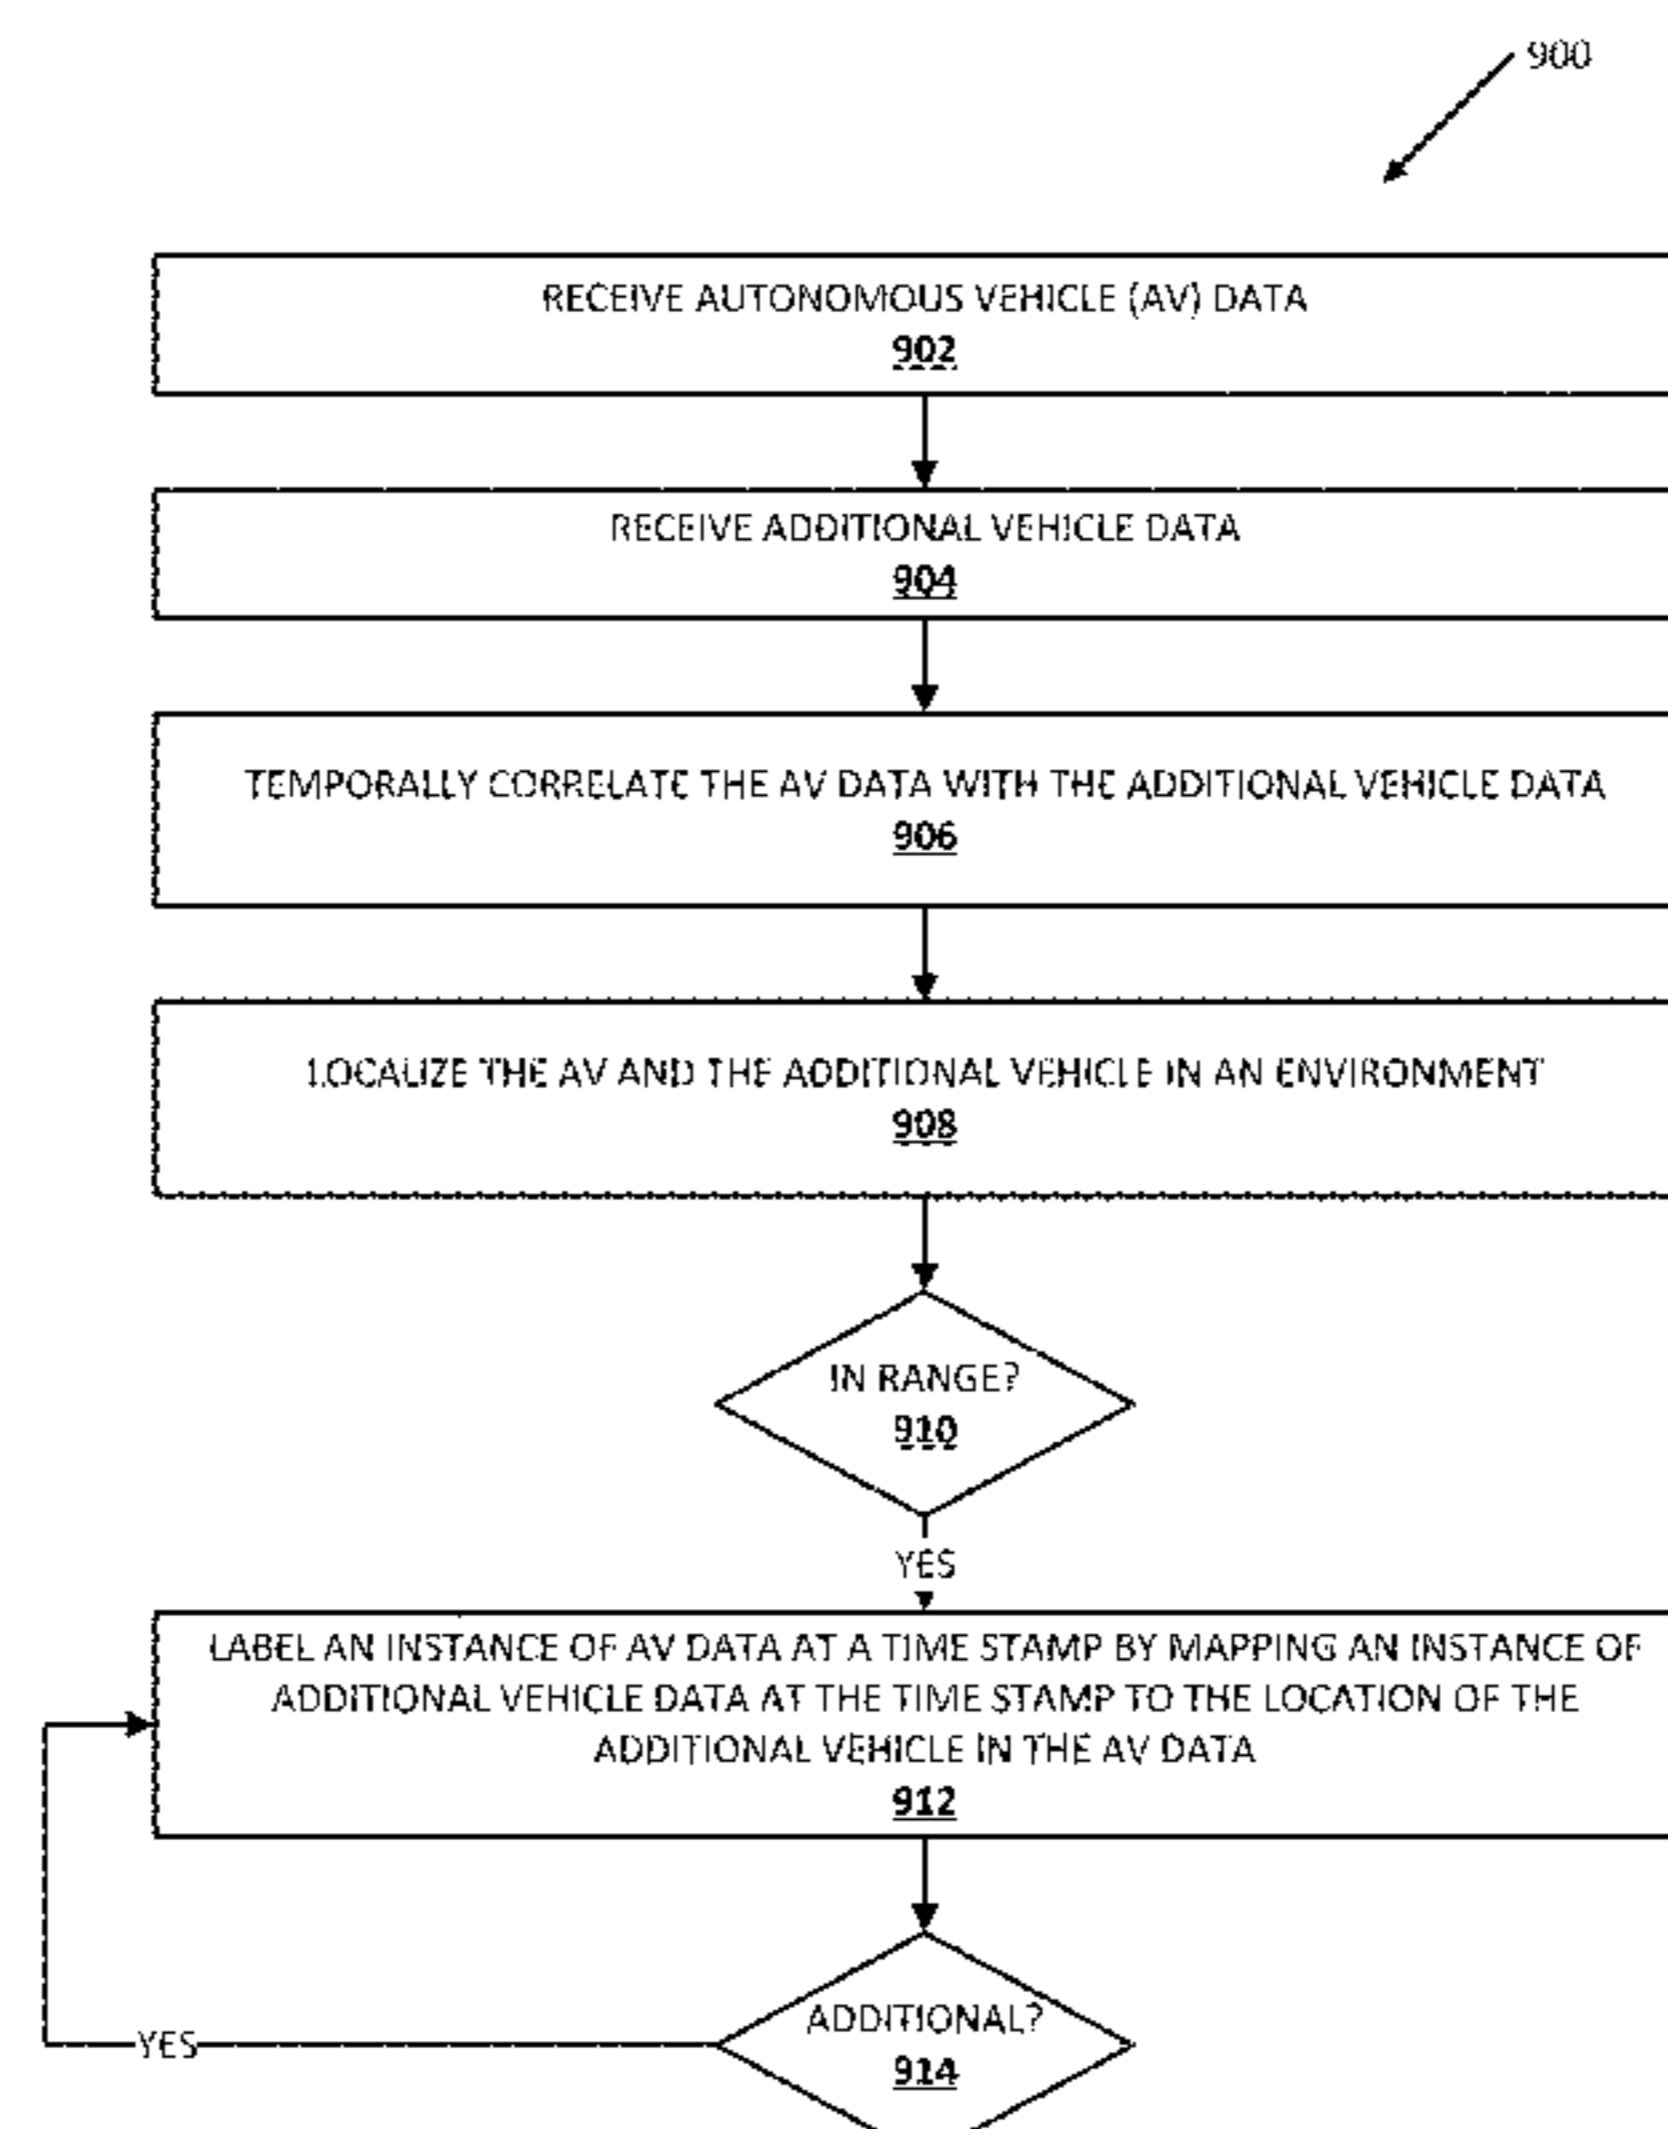 900
RECEIVE AUTONOMOUS VEHICLE (AV) DATA
902
RECEIVE ADDITIONAL VEHICLE DATA
904
TEMPORALLY CORRELATE THE AV DATA WITH THE ADDITIONAL VEHICLE DATA
906
LOCALIZE THE AV AND THE ADDITIONAL VEHICLE IN AN ENVIRONMENT
908
IN RANGE?
910
YES
LABEL AN INSTANCE OF AV DATA AT A TIME STAMP BY MAPPING AN INSTANCE OF
ADDITIONAL VEHICLE DATA AT THE TIME STAMP TO THE LOCATION OF THE
ADDITIONAL VEHICLE IN THE AV DATA
912
ADDITIONAL?
YES
914